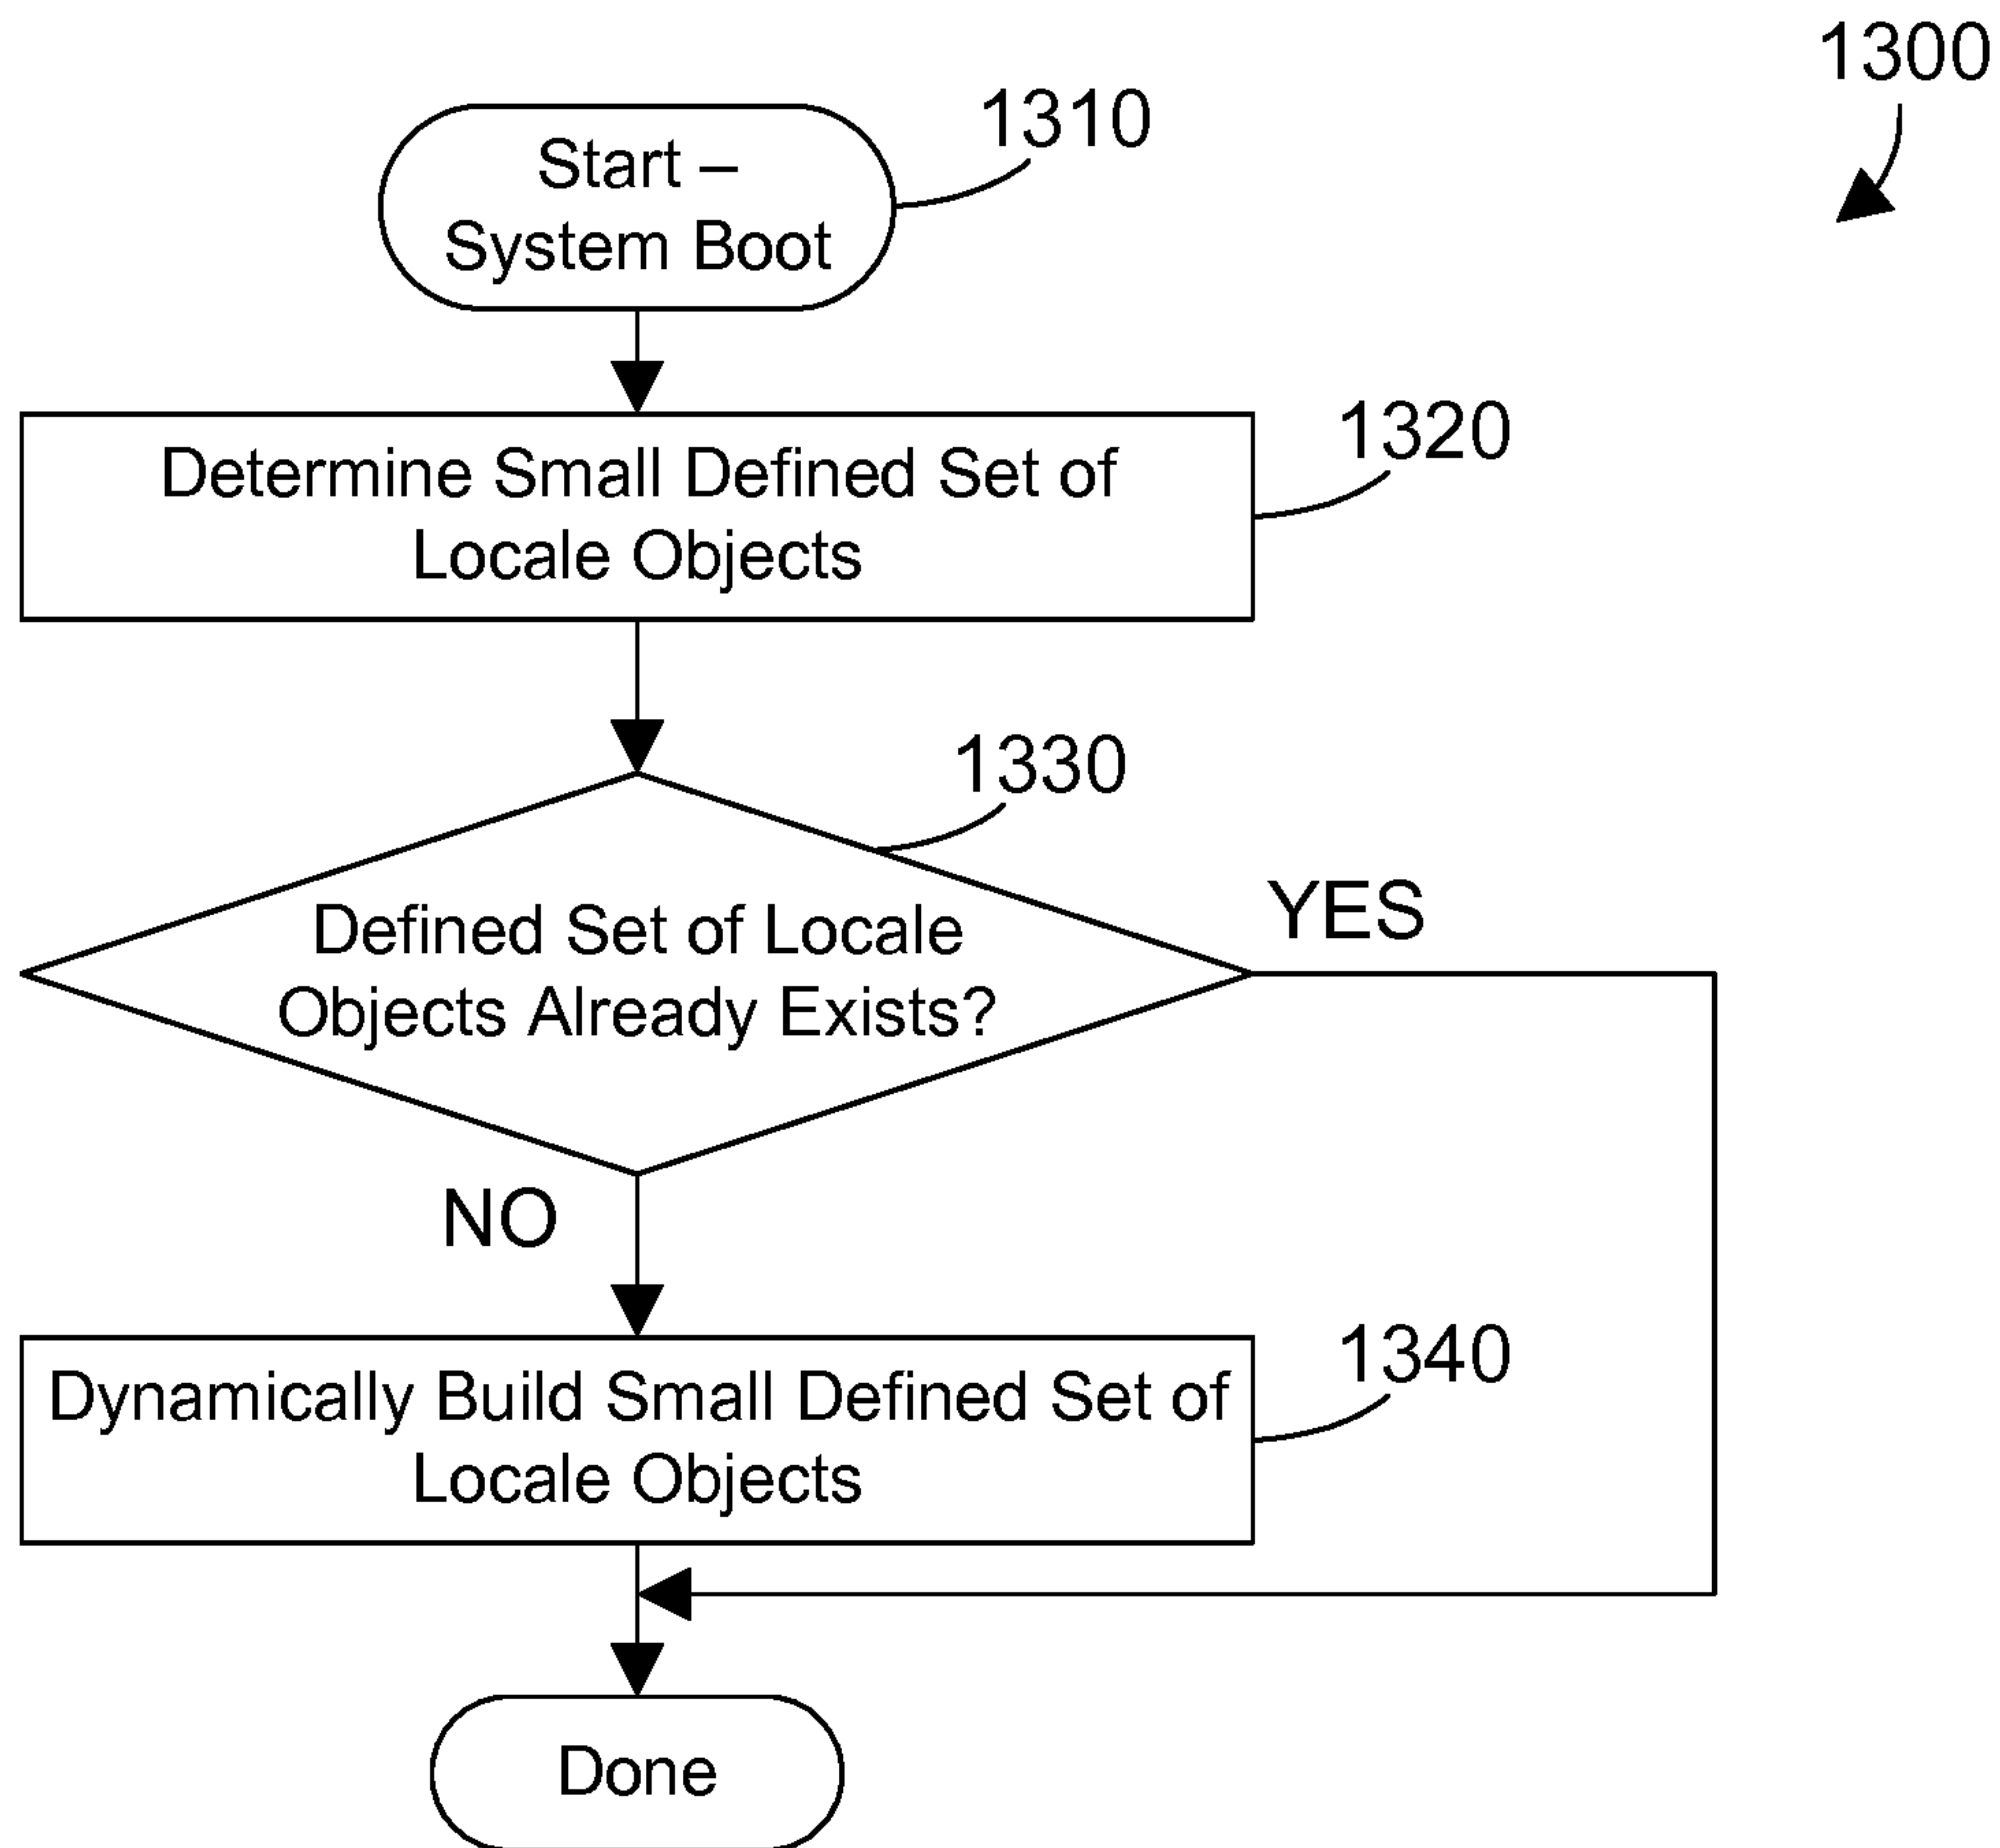 1300
1310
Start –
System Boot
1320
Determine Small Defined Set of
Locale Objects
1330
Defined Set of Locale
Objects Already Exists?
YES
NO
1340
Dynamically Build Small Defined Set of
Locale Objects
Done